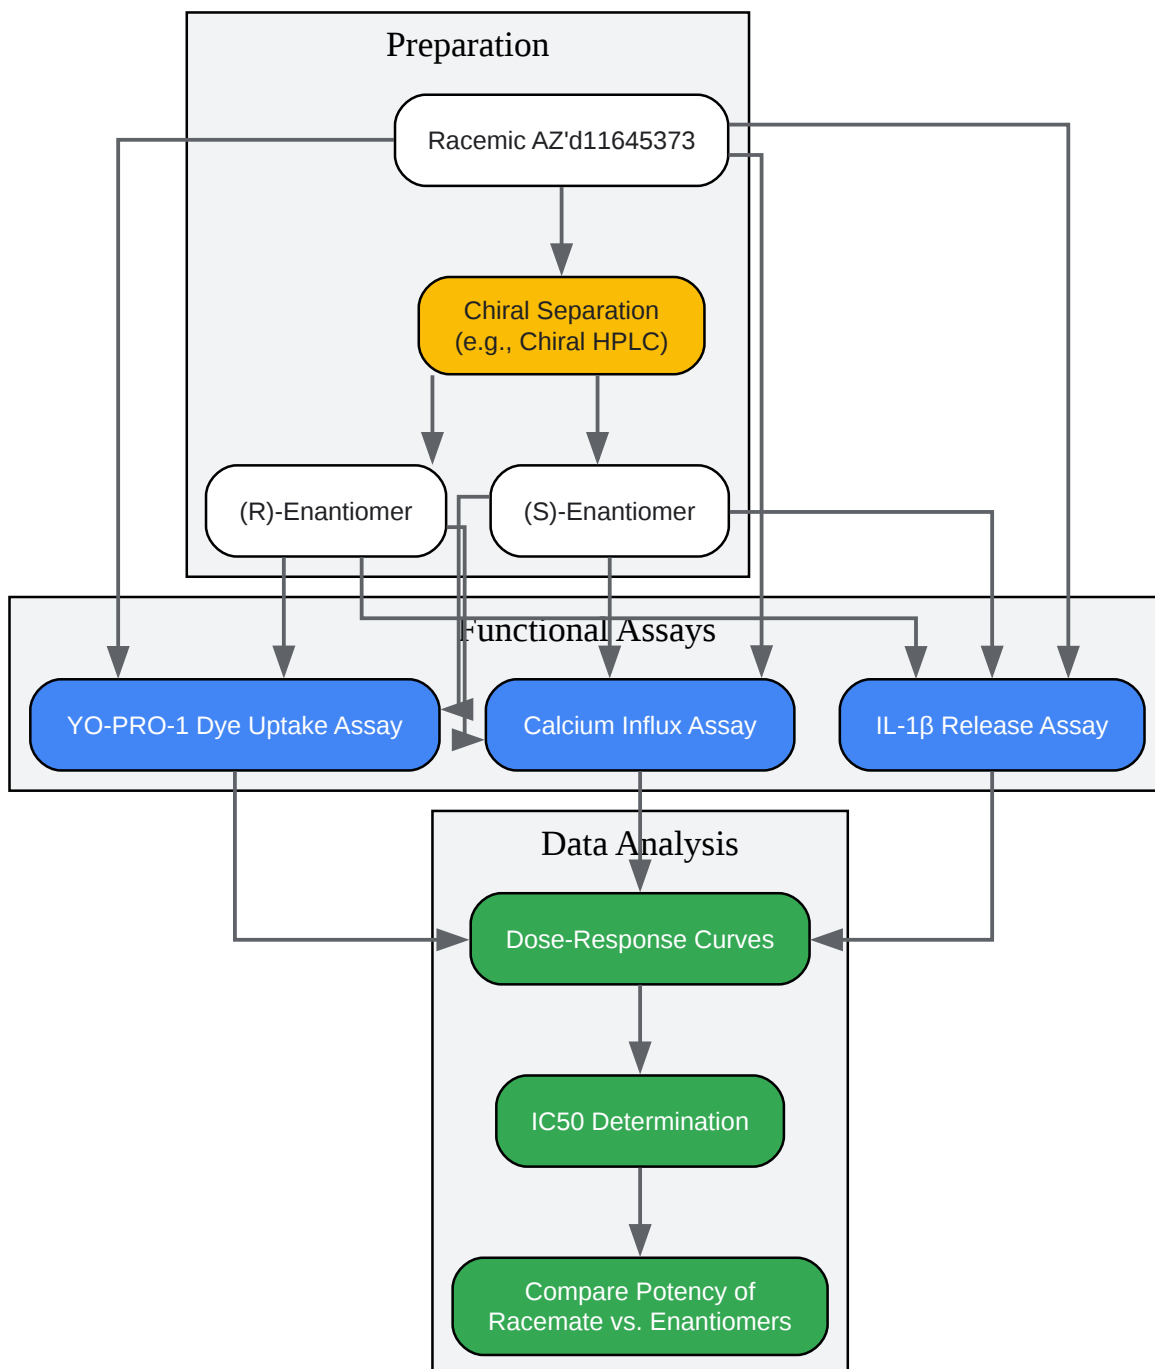 Preparation
Racemic AZ'd11645373
Chiral Separation
(e.g., Chiral HPLC)
(R)-Enantiomer
(S)-Enantiomer
Functional Assays
YO-PRO-1 Dye Uptake Assay
Calcium Influx Assay
IL-1β Release Assay
Data Analysis
Dose-Response Curves
IC50 Determination
Compare Potency of
Racemate vs. Enantiomers